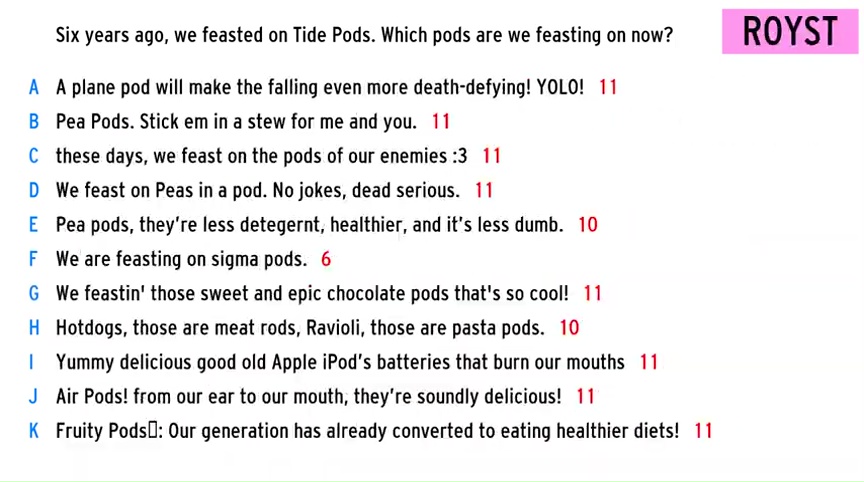 Six years ago, we feasted on Tide Pods. Which pods are we feasting on now?
ROYST
A A plane pod will make the falling even more death-defying! YOLO! 11
B Pea Pods. Stick em in a stew for me and you. 11
C these days, we feast on the pods of our enemies :3 11
D We feast on Peas in a pod. No jokes, dead serious. 11
E Pea pods, they're less detegernt, healthier, and it's less dumb. 10
F We are feasting on sigma pods. 6
G We feastin' those sweet and epic chocolate pods that's so cool! 11
H Hotdogs, those are meat rods, Ravioli, those are pasta pods. 10
I Yummy delicious good old Apple iPod's batteries that burn our mouths 11
J Air Pods! from our ear to our mouth, they're soundly delicious! 11
K Fruity Pods▯: Our generation has already converted to eating healthier diets! 11